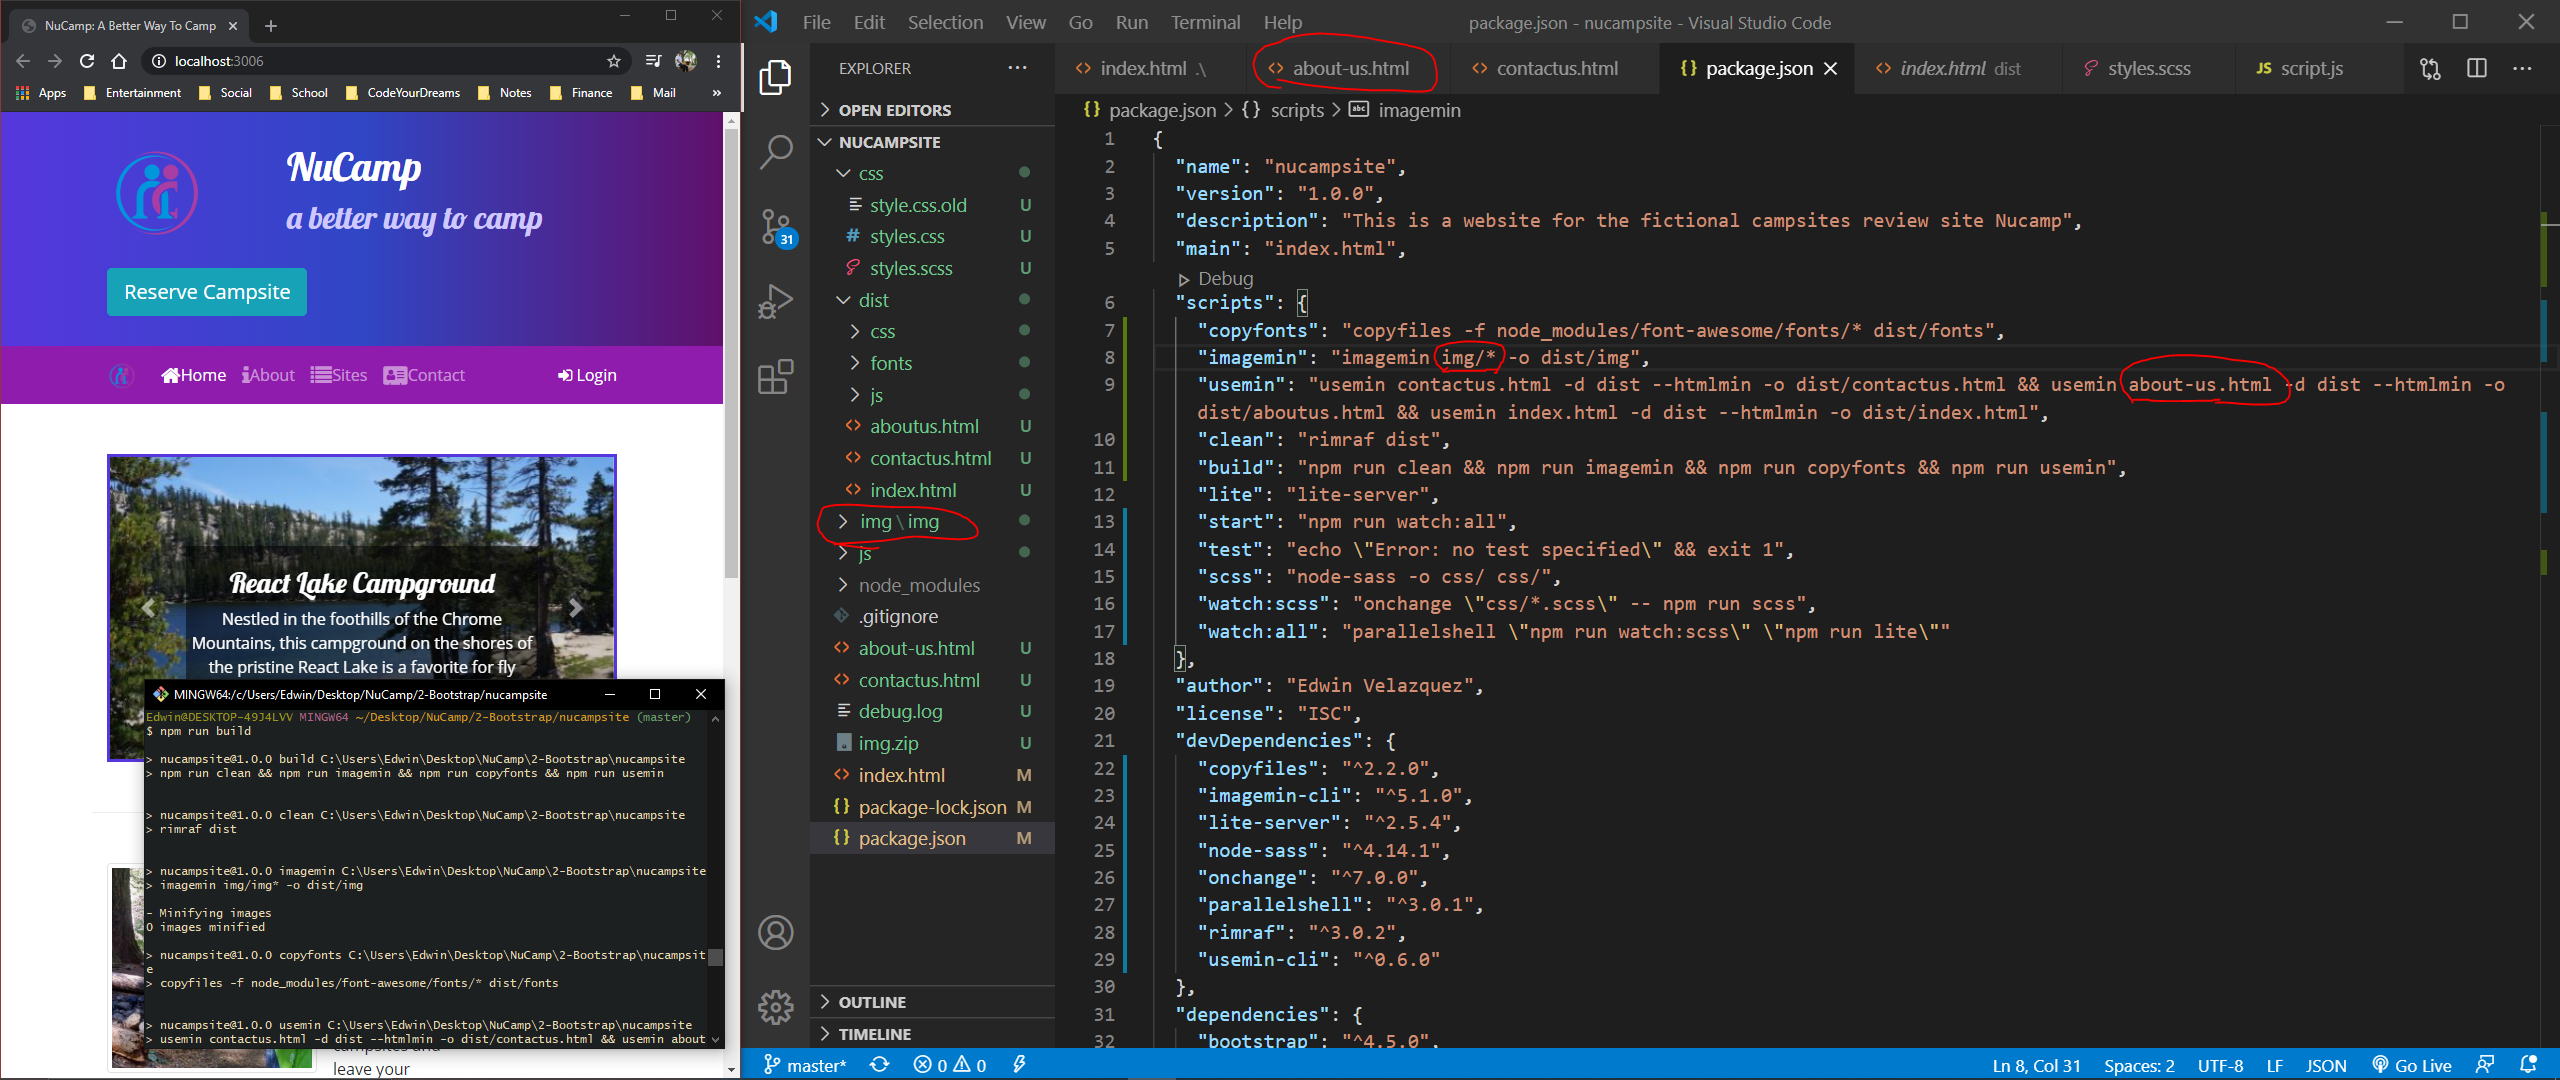 NuCamp: A Better Way To Camp
localhost:3006
Apps Entertainment Social School CodeYourDreams Notes Finance Mail »
NuCamp
a better way to camp
Reserve Campsite
Home About Sites Contact Login
React Lake Campground
Nestled in the foothills of the Chrome
Mountains, this campground on the shores of
the pristine React Lake is a favorite for fly
MINGW64:/c/Users/Edwin/Desktop/NuCamp/2-Bootstrap/nucampsite
Edwin@DESKTOP-49J4LVV MINGW64 ~/Desktop/NuCamp/2-Bootstrap/nucampsite (master)
$ npm run build
> nucampsite@1.0.0 build C:\Users\Edwin\Desktop\NuCamp\2-Bootstrap\nucampsite
> npm run clean && npm run imagemin && npm run copyfonts && npm run usemin
> nucampsite@1.0.0 clean C:\Users\Edwin\Desktop\NuCamp\2-Bootstrap\nucampsite
> rimraf dist
> nucampsite@1.0.0 imagemin C:\Users\Edwin\Desktop\NuCamp\2-Bootstrap\nucampsite
> imagemin img/img* -o dist/img
- Minifying images
0 images minified
> nucampsite@1.0.0 copyfonts C:\Users\Edwin\Desktop\NuCamp\2-Bootstrap\nucampsit
e
> copyfiles -f node_modules/font-awesome/fonts/* dist/fonts
> nucampsite@1.0.0 usemin C:\Users\Edwin\Desktop\NuCamp\2-Bootstrap\nucampsite
> usemin contactus.html -d dist --htmlmin -o dist/contactus.html && usemin about
leave your
File Edit Selection View Go Run Terminal Help
package.json - nucampsite - Visual Studio Code
31
EXPLORER
OPEN EDITORS
NUCAMPSITE
css
style.css.old U
# styles.css U
styles.scss U
dist
css
fonts
js
aboutus.html U
contactus.html U
index.html U
img\img
js
node_modules
.gitignore
about-us.html U
contactus.html U
debug.log U
img.zip U
index.html M
{} package-lock.json M
{} package.json M
OUTLINE
TIMELINE
index.html .\ about-us.html contactus.html {} package.json index.html dist styles.scss JS script.js
{} package.json > {} scripts > abc imagemin
1 {
2 "name": "nucampsite",
3 "version": "1.0.0",
4 "description": "This is a website for the fictional campsites review site Nucamp",
5 "main": "index.html",
Debug
6 "scripts": {
7 "copyfonts": "copyfiles -f node_modules/font-awesome/fonts/* dist/fonts",
8 "imagemin": "imagemin img/* -o dist/img",
9 "usemin": "usemin contactus.html -d dist --htmlmin -o dist/contactus.html && usemin about-us.html -d dist --htmlmin -o
dist/aboutus.html && usemin index.html -d dist --htmlmin -o dist/index.html",
10 "clean": "rimraf dist",
11 "build": "npm run clean && npm run imagemin && npm run copyfonts && npm run usemin",
12 "lite": "lite-server",
13 "start": "npm run watch:all",
14 "test": "echo \"Error: no test specified\" && exit 1",
15 "scss": "node-sass -o css/ css/",
16 "watch:scss": "onchange \"css/*.scss\" -- npm run scss",
17 "watch:all": "parallelshell \"npm run watch:scss\" \"npm run lite\""
18 },
19 "author": "Edwin Velazquez",
20 "license": "ISC",
21 "devDependencies": {
22 "copyfiles": "^2.2.0",
23 "imagemin-cli": "^5.1.0",
24 "lite-server": "^2.5.4",
25 "node-sass": "^4.14.1",
26 "onchange": "^7.0.0",
27 "parallelshell": "^3.0.1",
28 "rimraf": "^3.0.2",
29 "usemin-cli": "^0.6.0"
30 },
31 "dependencies": {
32 "bootstrap": "^4.5.0",
master* 0 0 Ln 8, Col 31 Spaces: 2 UTF-8 LF JSON Go Live